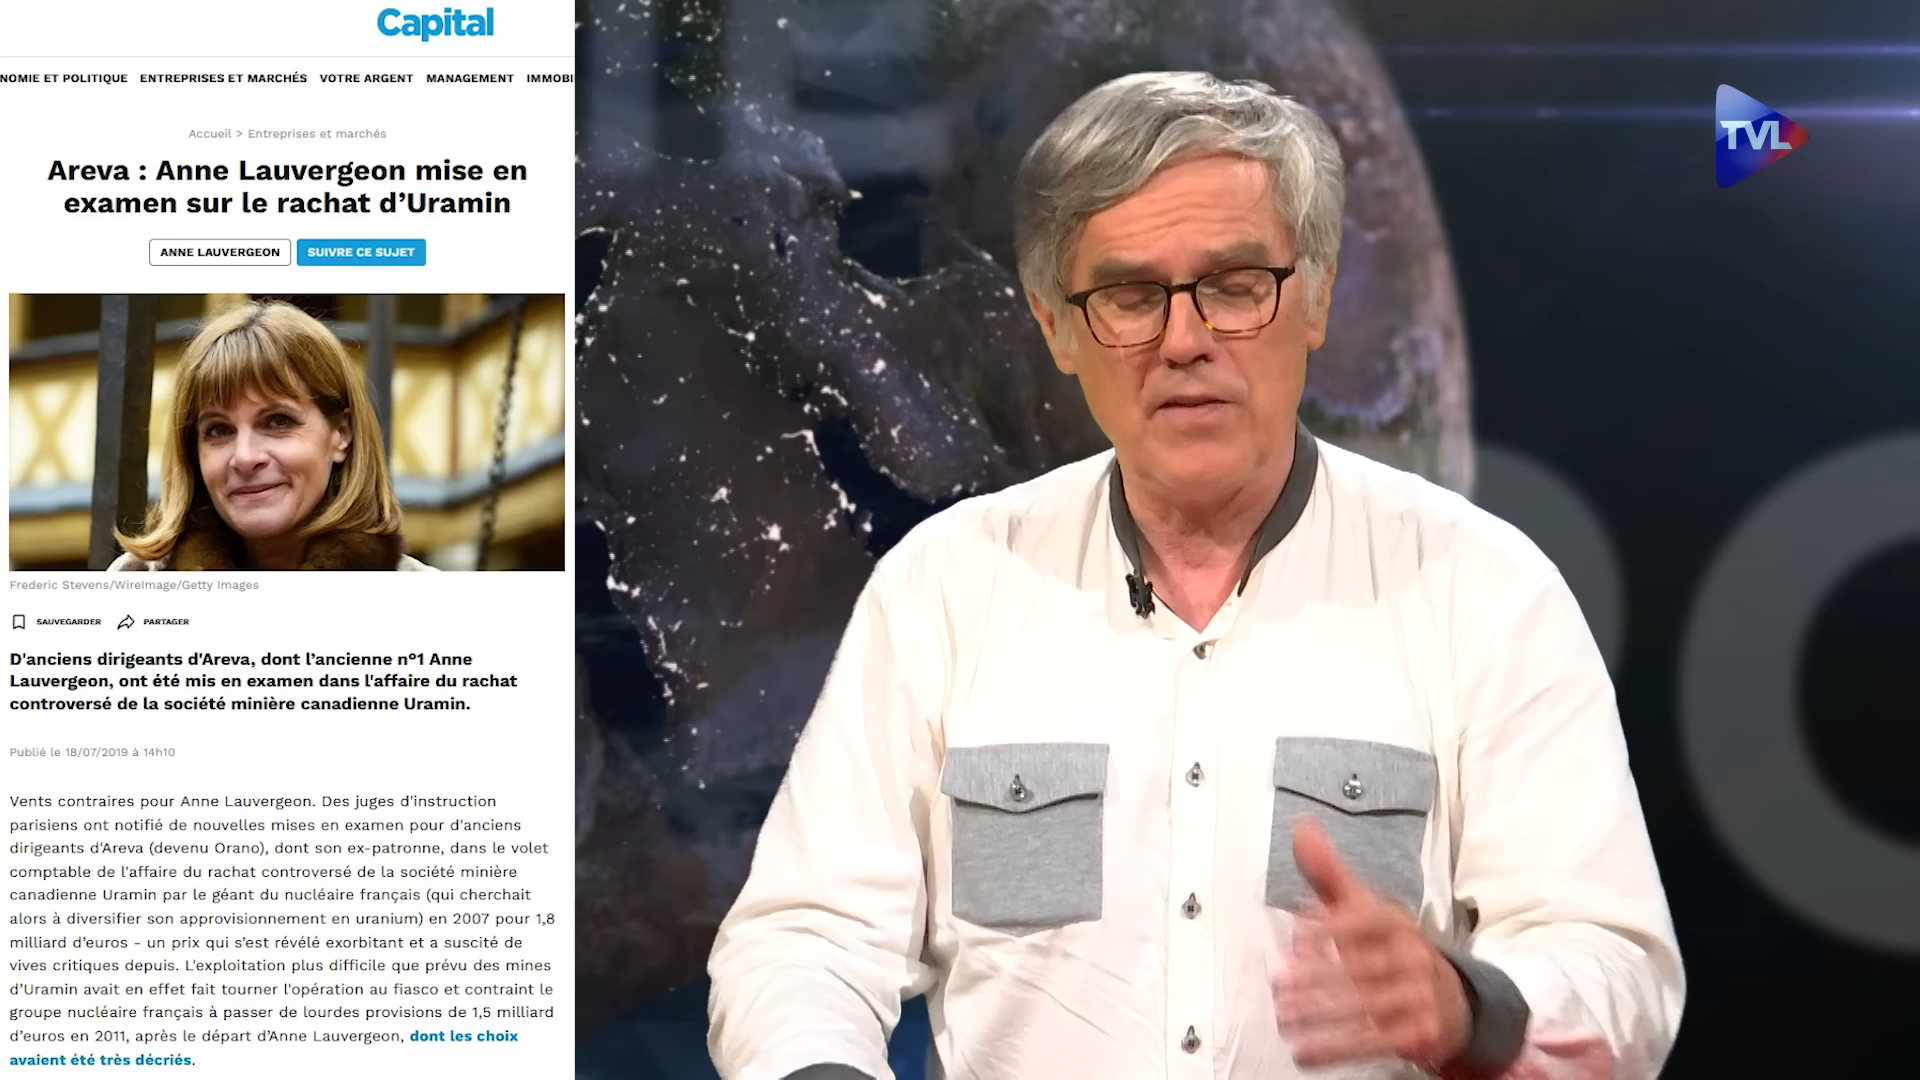 Capital
NOMIE ET POLITIQUE ENTREPRISES ET MARCHÉS VOTRE ARGENT MANAGEMENT IMMOBI
Accueil > Entreprises et marchés
Areva : Anne Lauvergeon mise en
examen sur le rachat d’Uramin
ANNE LAUVERGEON SUIVRE CE SUJET
Frederic Stevens/WireImage/Getty Images
SAUVEGARDER PARTAGER
D'anciens dirigeants d'Areva, dont l’ancienne n°1 Anne
Lauvergeon, ont été mis en examen dans l'affaire du rachat
controversé de la société minière canadienne Uramin.
Publié le 18/07/2019 à 14h10
Vents contraires pour Anne Lauvergeon. Des juges d'instruction
parisiens ont notifié de nouvelles mises en examen pour d'anciens
dirigeants d'Areva (devenu Orano), dont son ex-patronne, dans le volet
comptable de l'affaire du rachat controversé de la société minière
canadienne Uramin par le géant du nucléaire français (qui cherchait
alors à diversifier son approvisionnement en uranium) en 2007 pour 1,8
milliard d’euros - un prix qui s’est révélé exorbitant et a suscité de
vives critiques depuis. L'exploitation plus difficile que prévu des mines
d’Uramin avait en effet fait tourner l'opération au fiasco et contraint le
groupe nucléaire français à passer de lourdes provisions de 1,5 milliard
d’euros en 2011, après le départ d’Anne Lauvergeon, dont les choix
avaient été très décriés.
TVL